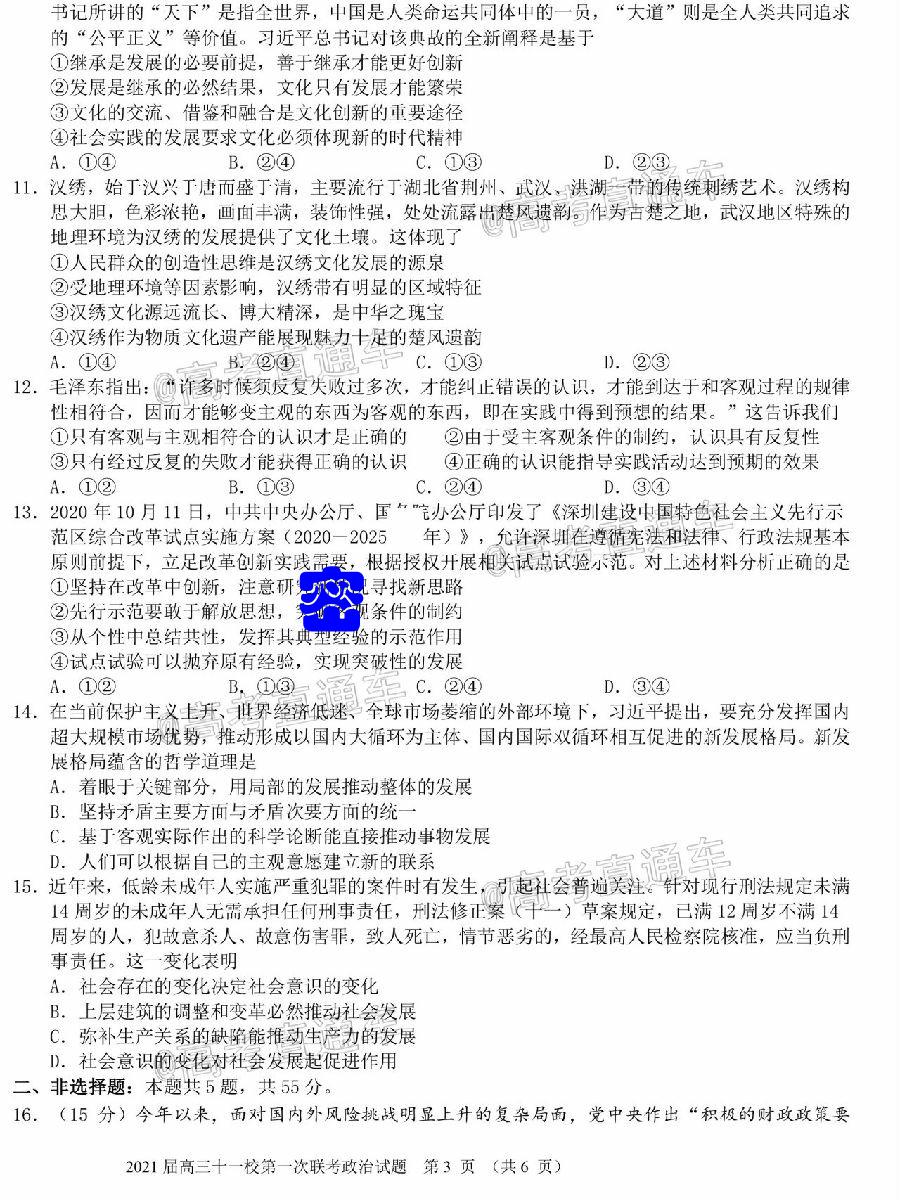 书记所讲的“天下”是指全世界，中国是人类命运共同体中的一员，“大道”则是全人类共同追求
的“公平正义”等价值。习近平总书记对该典故的全新阐释是基于
①继承是发展的必要前提，善于继承才能更好创新
②发展是继承的必然结果，文化只有发展才能繁荣
③文化的交流、借鉴和融合是文化创新的重要途径
④社会实践的发展要求文化必须体现新的时代精神
A．①④ B．②④ C．①③ D．②③
11．汉绣，始于汉兴于唐而盛于清，主要流行于湖北省荆州、武汉、洪湖一带的传统刺绣艺术。汉绣构
思大胆，色彩浓艳，画面丰满，装饰性强，处处流露出楚风遗韵。作为古楚之地，武汉地区特殊的
地理环境为汉绣的发展提供了文化土壤。这体现了
①人民群众的创造性思维是汉绣文化发展的源泉
②受地理环境等因素影响，汉绣带有明显的区域特征
③汉绣文化源远流长、博大精深，是中华之瑰宝
④汉绣作为物质文化遗产能展现魅力十足的楚风遗韵
A．①④ B．②④ C．①③ D．②③
12．毛泽东指出：“许多时候须反复失败过多次，才能纠正错误的认识，才能到达于和客观过程的规律
性相符合，因而才能够变主观的东西为客观的东西，即在实践中得到预想的结果。”这告诉我们
①只有客观与主观相符合的认识才是正确的 ②由于受主客观条件的制约，认识具有反复性
③只有经过反复的失败才能获得正确的认识 ④正确的认识能指导实践活动达到预期的效果
A．①② B．①③ C．②④ D．③④
13．2020 年 10 月 11 日，中共中央办公厅、国 院办公厅印发了《深圳建设中国特色社会主义先行示
范区综合改革试点实施方案（2020－2025 年）》，允许深圳在遵循宪法和法律、行政法规基本
原则前提下，立足改革创新实践需要，根据授权开展相关试点试验示范。对上述材料分析正确的是
①坚持在改革中创新，注意研 寻找新思路
②先行示范要敢于解放思想， 条件的制约
③从个性中总结共性，发挥其典型经验的示范作用
④试点试验可以抛弃原有经验，实现突破性的发展
A．①② B．①③ C．②④ D．③④
14．在当前保护主义上升、世界经济低迷、全球市场萎缩的外部环境下，习近平提出，要充分发挥国内
超大规模市场优势，推动形成以国内大循环为主体、国内国际双循环相互促进的新发展格局。新发
展格局蕴含的哲学道理是
A．着眼于关键部分，用局部的发展推动整体的发展
B．坚持矛盾主要方面与矛盾次要方面的统一
C．基于客观实际作出的科学论断能直接推动事物发展
D．人们可以根据自己的主观意愿建立新的联系
15．近年来，低龄未成年人实施严重犯罪的案件时有发生，引起社会普遍关注。针对现行刑法规定未满
14 周岁的未成年人无需承担任何刑事责任，刑法修正案（十一）草案规定，已满 12 周岁不满 14
周岁的人，犯故意杀人、故意伤害罪，致人死亡，情节恶劣的，经最高人民检察院核准，应当负刑
事责任。这一变化表明
A．社会存在的变化决定社会意识的变化
B．上层建筑的调整和变革必然推动社会发展
C．弥补生产关系的缺陷能推动生产力的发展
D．社会意识的变化对社会发展起促进作用
二、非选择题：本题共 5 题，共 55 分。
16．（15 分）今年以来，面对国内外风险挑战明显上升的复杂局面，党中央作出“积极的财政政策要
2021 届高三十一校第一次联考政治试题 第 3 页 （共 6 页）
@高考直通车
@高考直通车
@高考直通车
@高考直通车
@高考直通车
@高考直通车